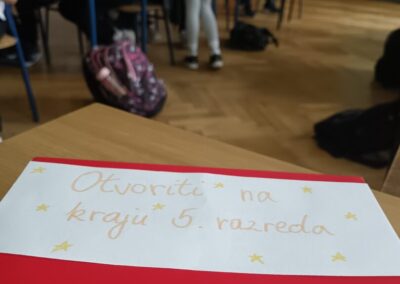 Otvoriti na
kraju 5. razreda